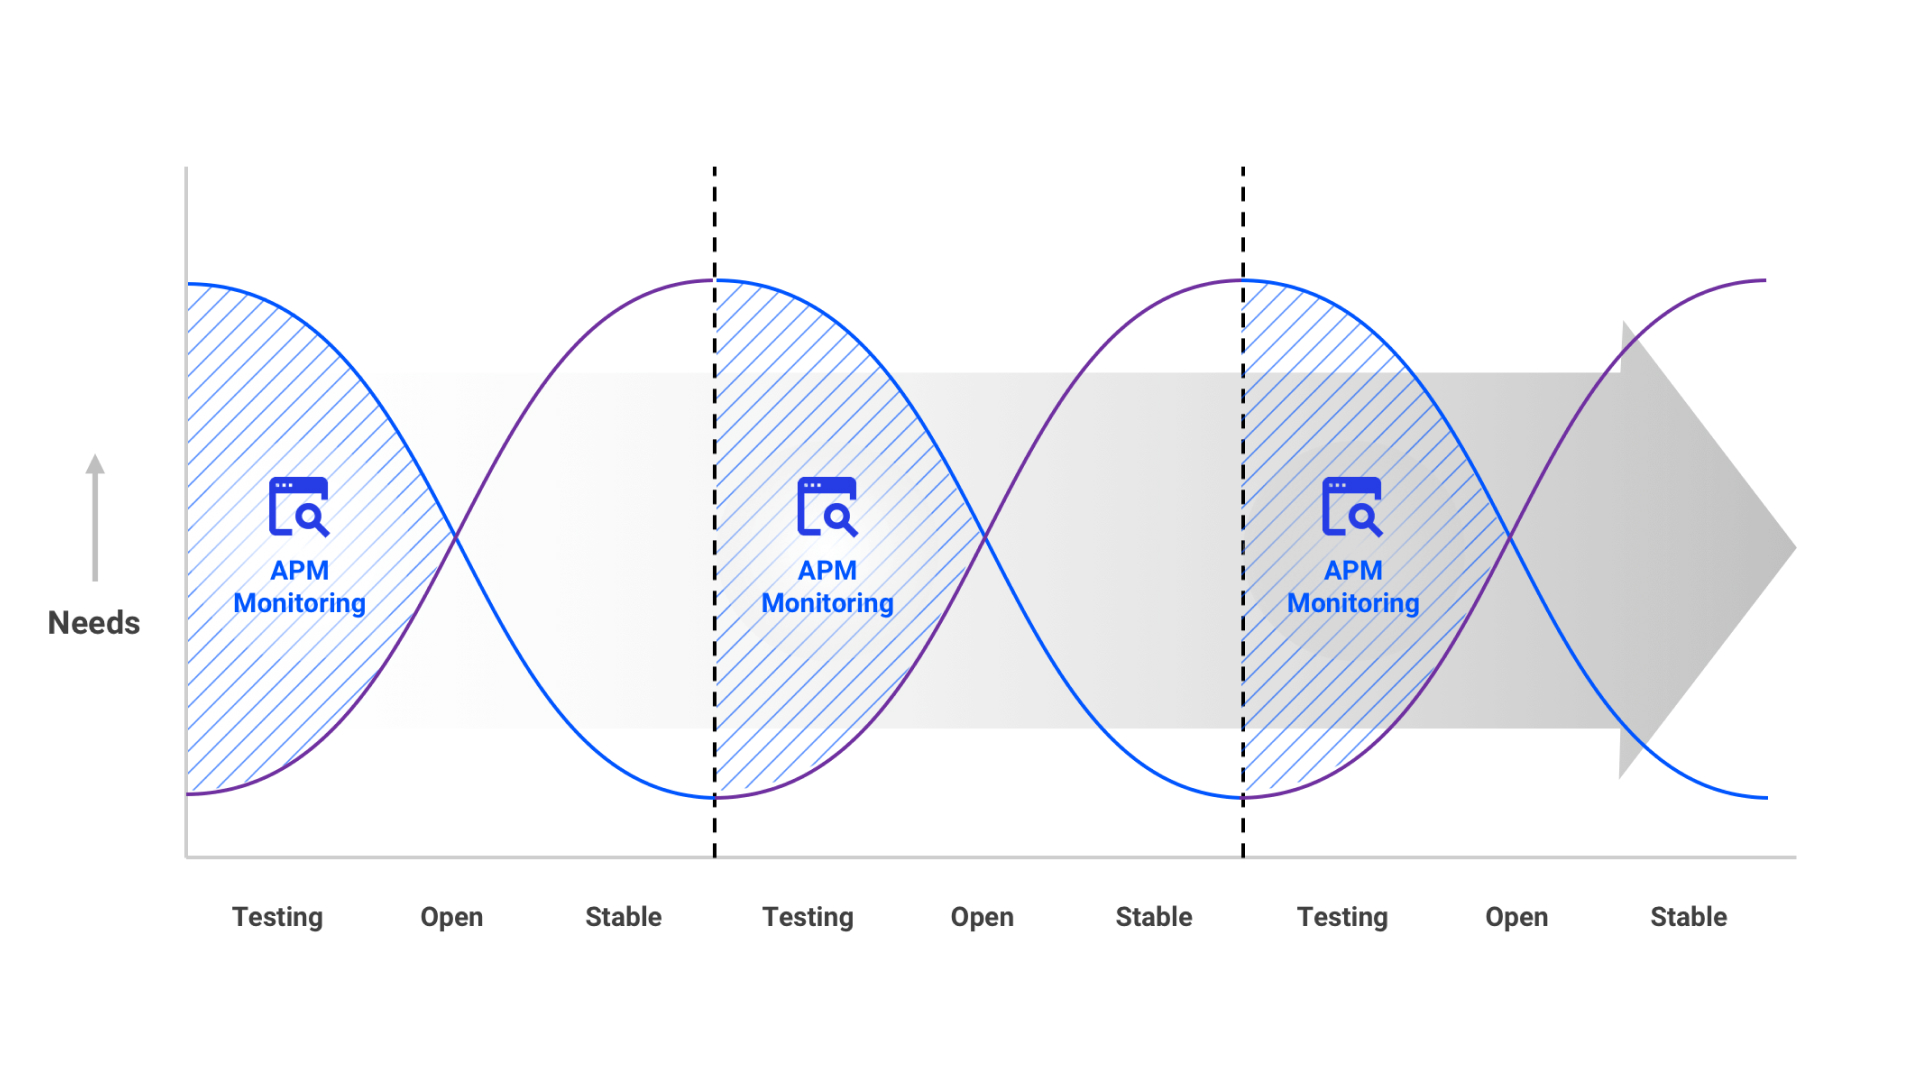 APM
Monitoring
APM
Monitoring
APM
Monitoring
Needs
Testing Open Stable Testing Open Stable Testing Open Stable